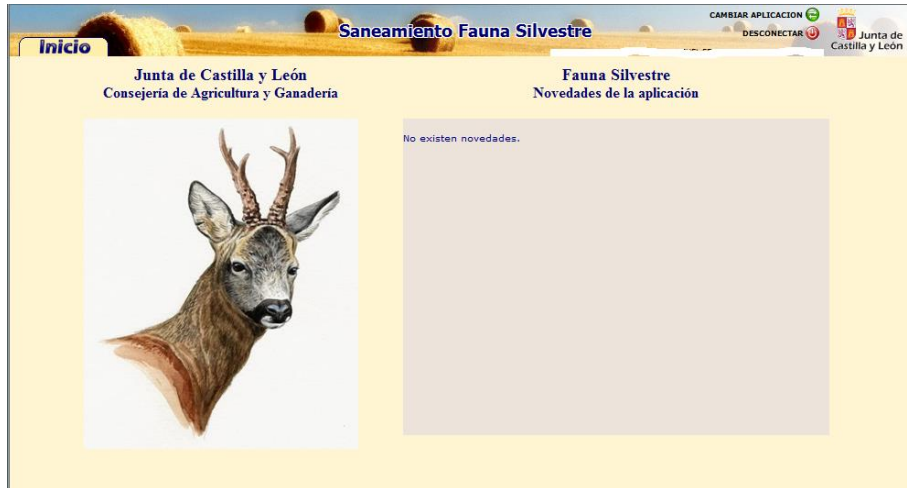 Saneamiento Fauna Silvestre
CAMBIAR APLICACION
DESCONECTAR
Junta de
Castilla y León
Inicio
Junta de Castilla y León
Consejería de Agricultura y Ganadería
Fauna Silvestre
Novedades de la aplicación
No existen novedades.